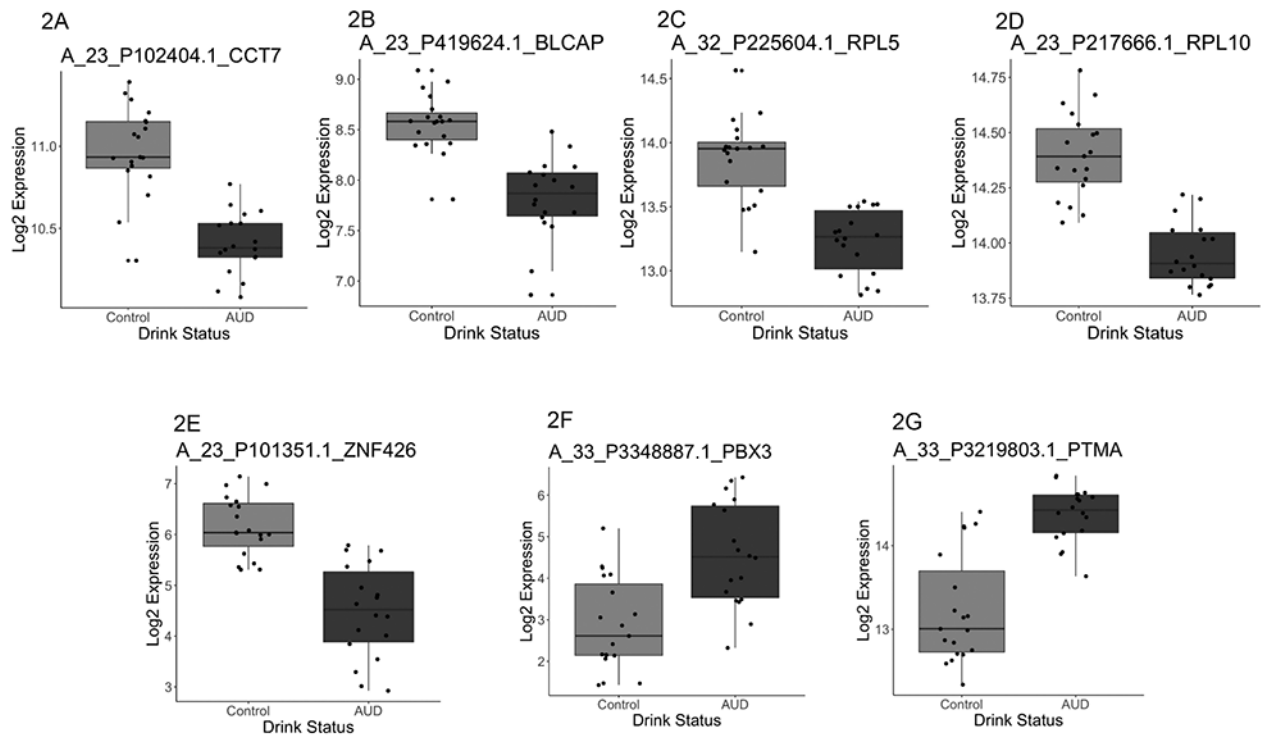 2A
A_23_P102404.1_CCT7
Log2 Expression
11.0
10.5
Control
AUD
Drink Status
2B
A_23_P419624.1_BLCAP
Log2 Expression
9.0
8.5
8.0
7.5
7.0
Control
AUD
Drink Status
2C
A_32_P225604.1_RPL5
Log2 Expression
14.5
14.0
13.5
13.0
Control
AUD
Drink Status
2D
A_23_P217666.1_RPL10
Log2 Expression
14.75
14.50
14.25
14.00
13.75
Control
AUD
Drink Status
2E
A_23_P101351.1_ZNF426
Log2 Expression
7
6
5
4
3
Control
AUD
Drink Status
2F
A_33_P3348887.1_PBX3
Log2 Expression
6
5
4
3
2
Control
AUD
Drink Status
2G
A_33_P3219803.1_PTMA
Log2 Expression
14
13
Control
AUD
Drink Status